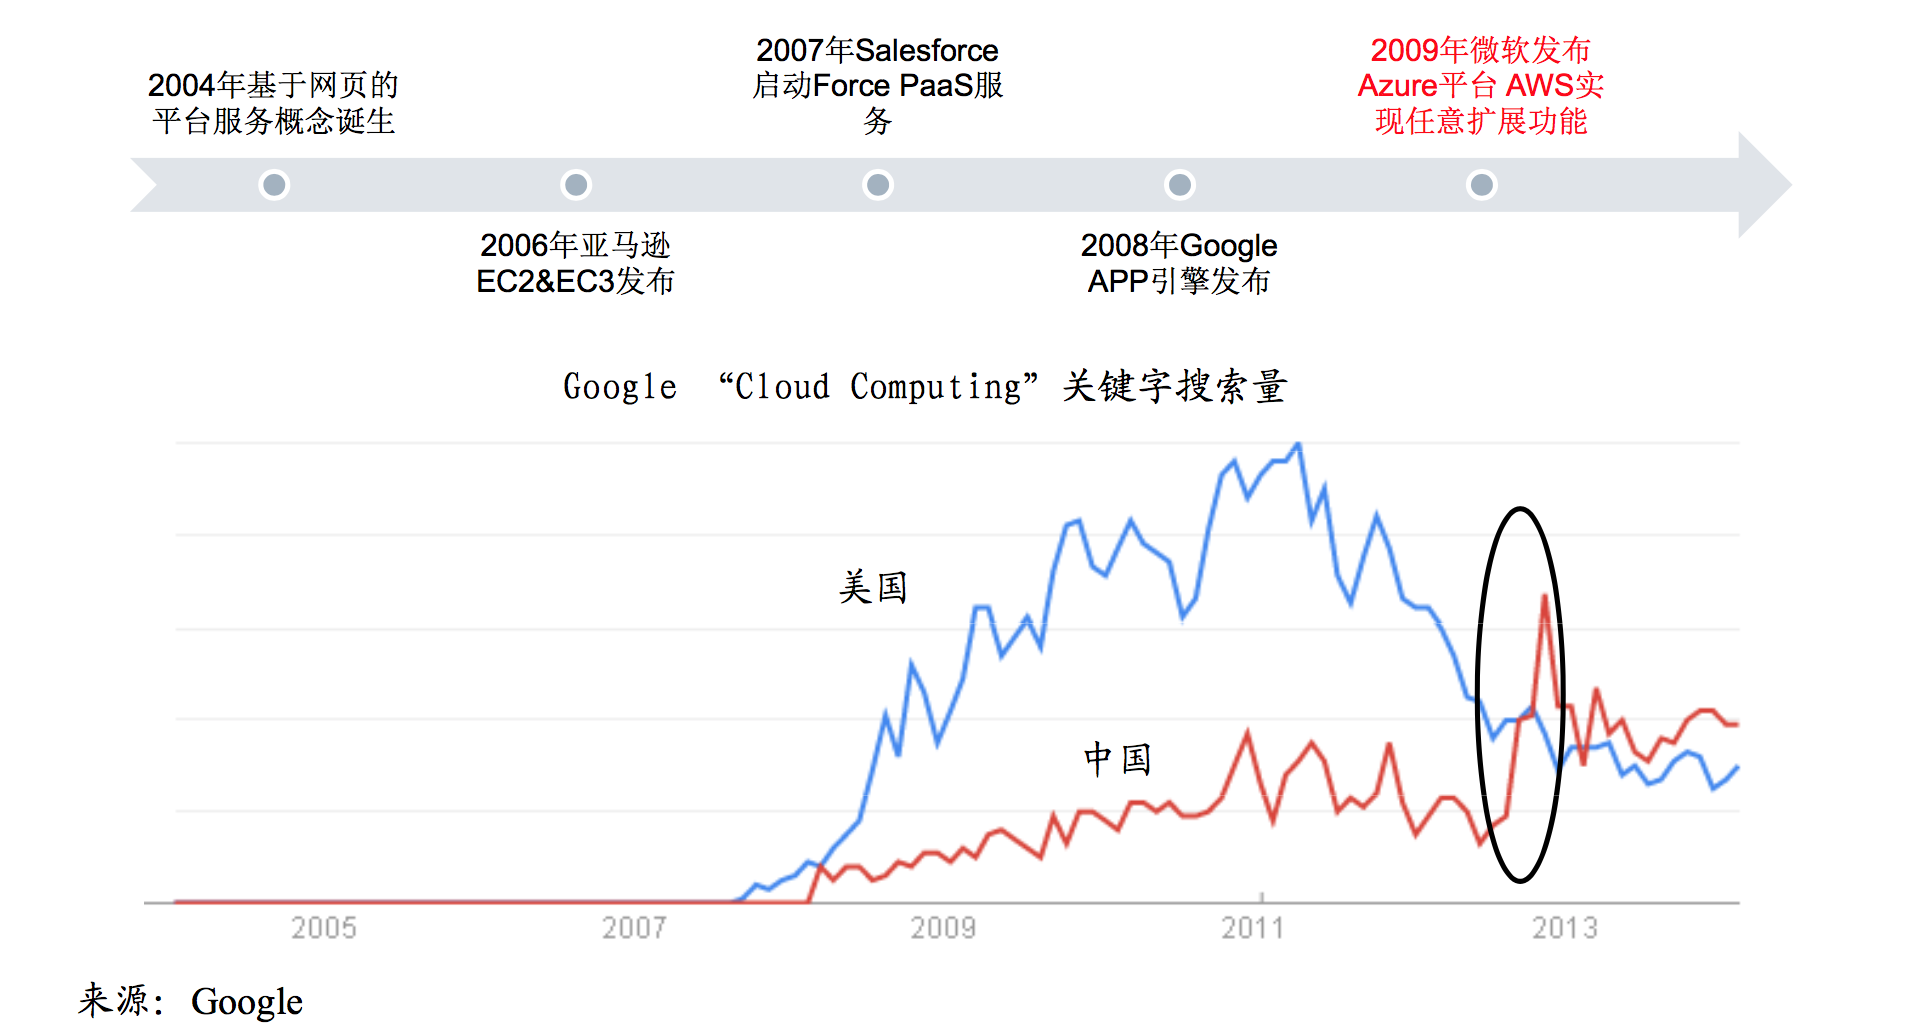 2004年基于网页的
平台服务概念诞生
2006年亚马逊
EC2&EC3发布
2007年Salesforce
启动Force PaaS服
务
2008年Google
APP引擎发布
2009年微软发布
Azure平台 AWS实
现任意扩展功能
Google “Cloud Computing”关键字搜索量
美国
中国
2005 2007 2009 2011 2013
来源：Google